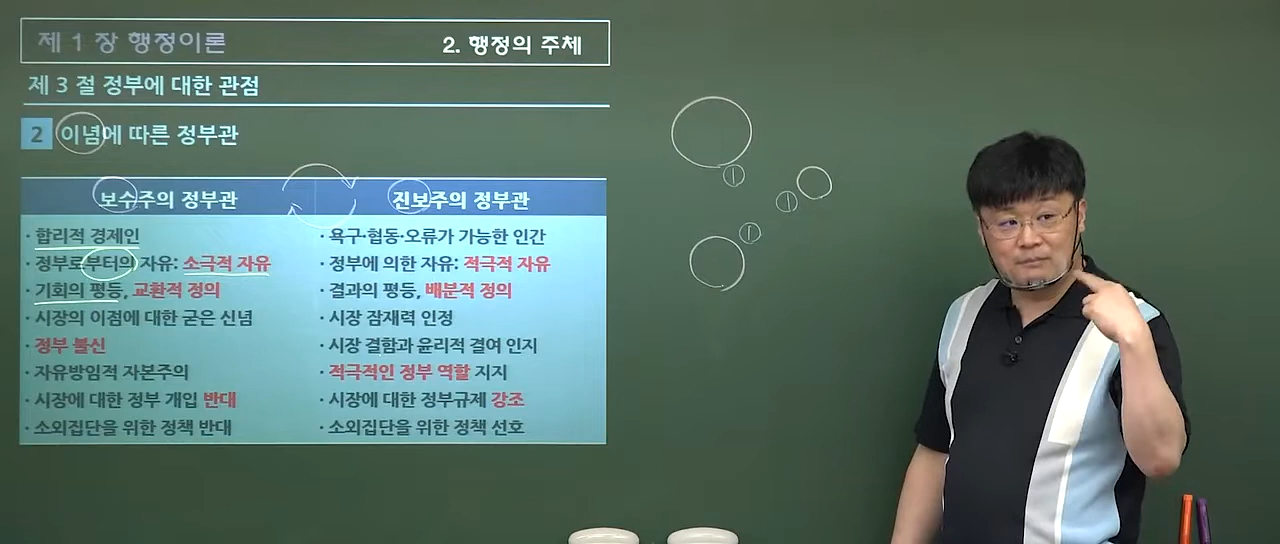 제 1 장 행정이론
2. 행정의 주체
제 3 절 정부에 대한 관점
2 이념에 따른 정부관
보수주의 정부관
진보주의 정부관
· 합리적 경제인
· 욕구·협동·오류가 가능한 인간
· 정부로부터의 자유: 소극적 자유
· 정부에 의한 자유: 적극적 자유
· 기회의 평등, 교환적 정의
· 결과의 평등, 배분적 정의
· 시장의 이점에 대한 굳은 신념
· 시장 잠재력 인정
· 정부 불신
· 시장 결함과 윤리적 결여 인지
· 자유방임적 자본주의
· 적극적인 정부 역할 지지
· 시장에 대한 정부 개입 반대
· 시장에 대한 정부규제 강조
· 소외집단을 위한 정책 반대
· 소외집단을 위한 정책 선호
①
①
①